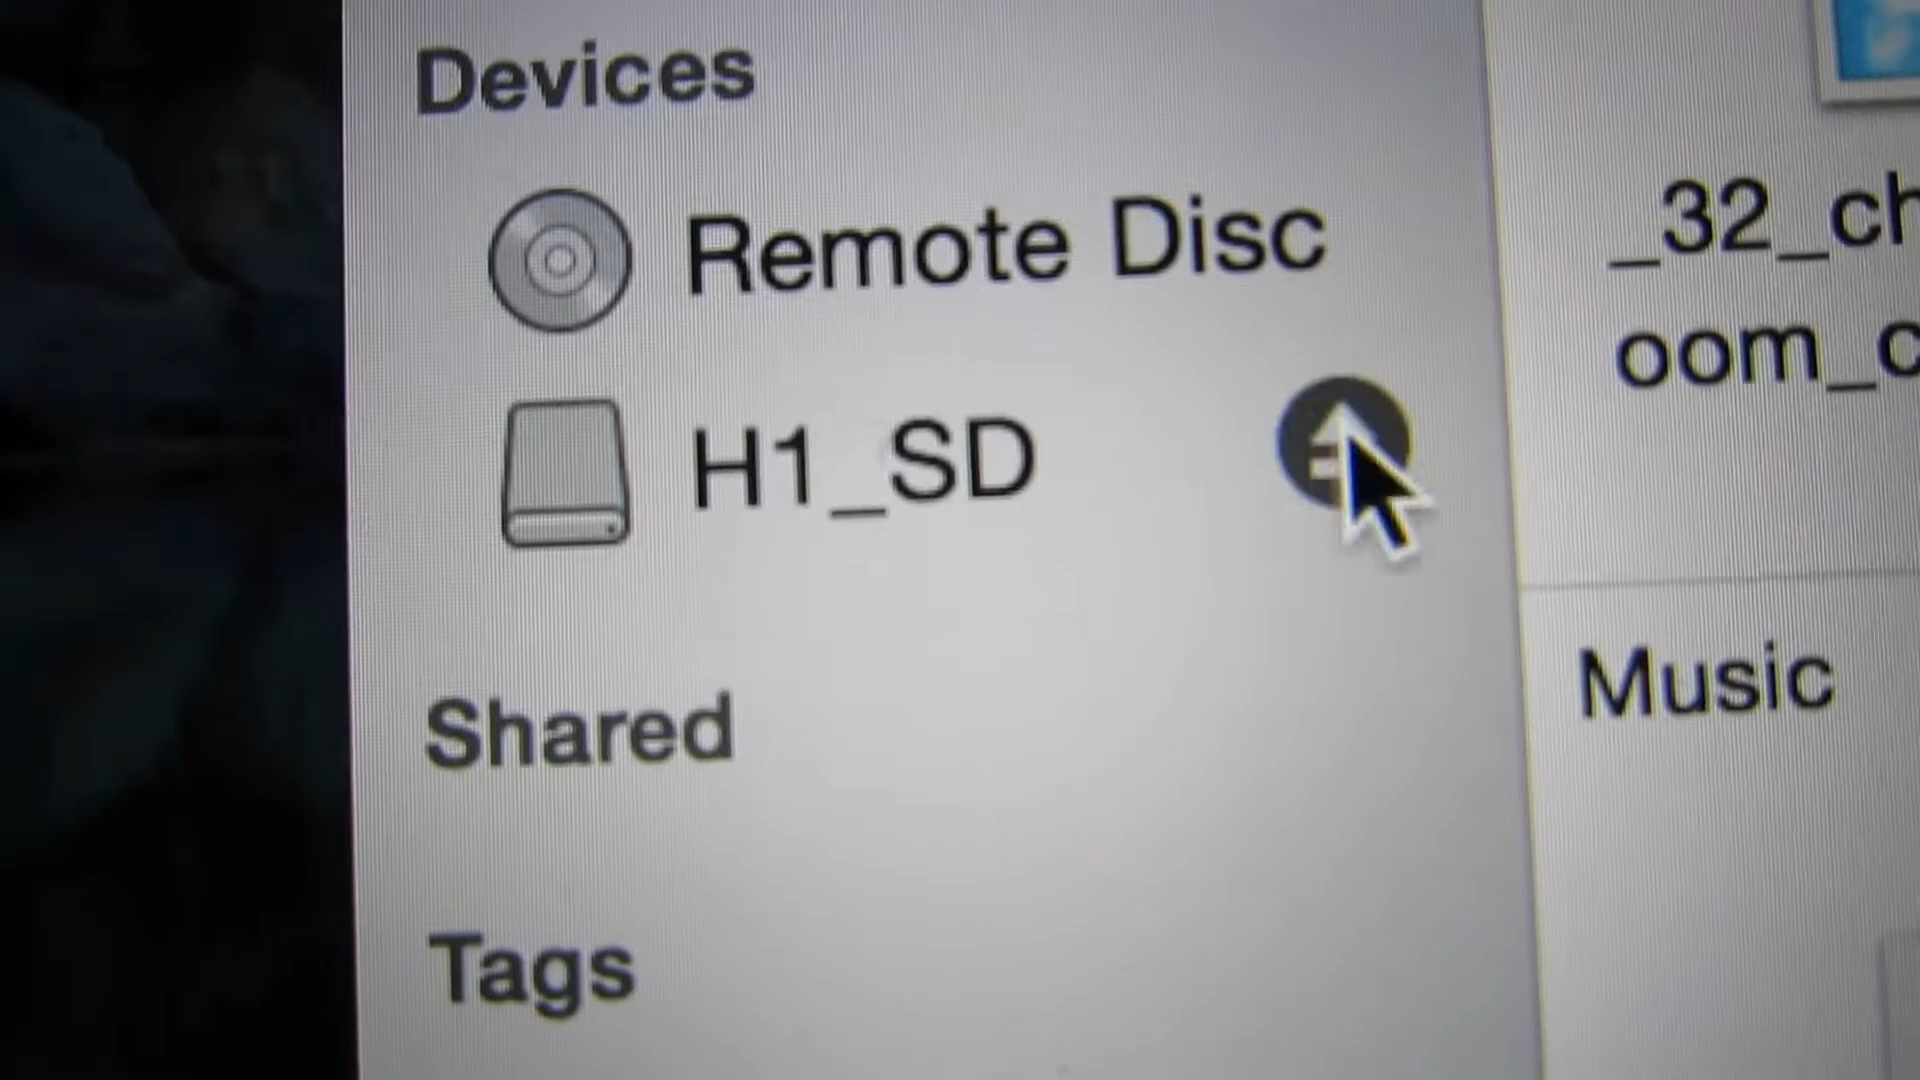 Devices
Remote Disc
H1_SD
Shared
Tags
_32_ch
oom_c
Music